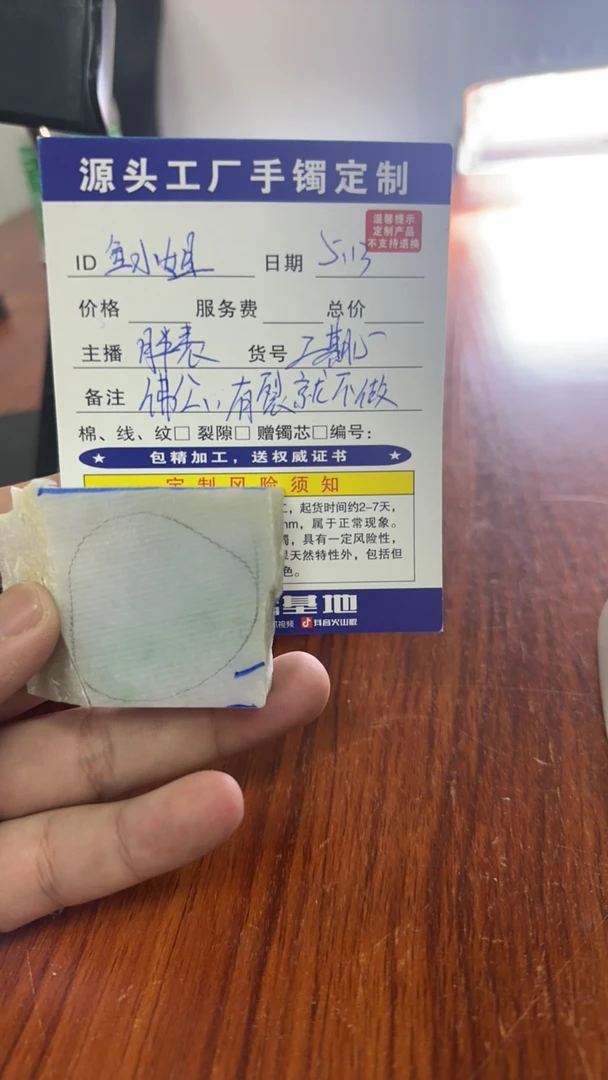 源头工厂手镯定制
温馨提示
定制产品
不支持退换
ID 鱼小姐 日期 5.13
价格 服务费 总价
主播 胖表 货号
备注 佛公、有裂就不做
棉、线、纹□ 裂隙□ 赠镯芯□编号：
★ 包精加工，送权威证书 ★
定制风险须知
，起货时间约2-7天，
mm，属于正常现象。
镯，具有一定风险性，
天然特性外，包括但
色。
基地
视频 抖音火山版